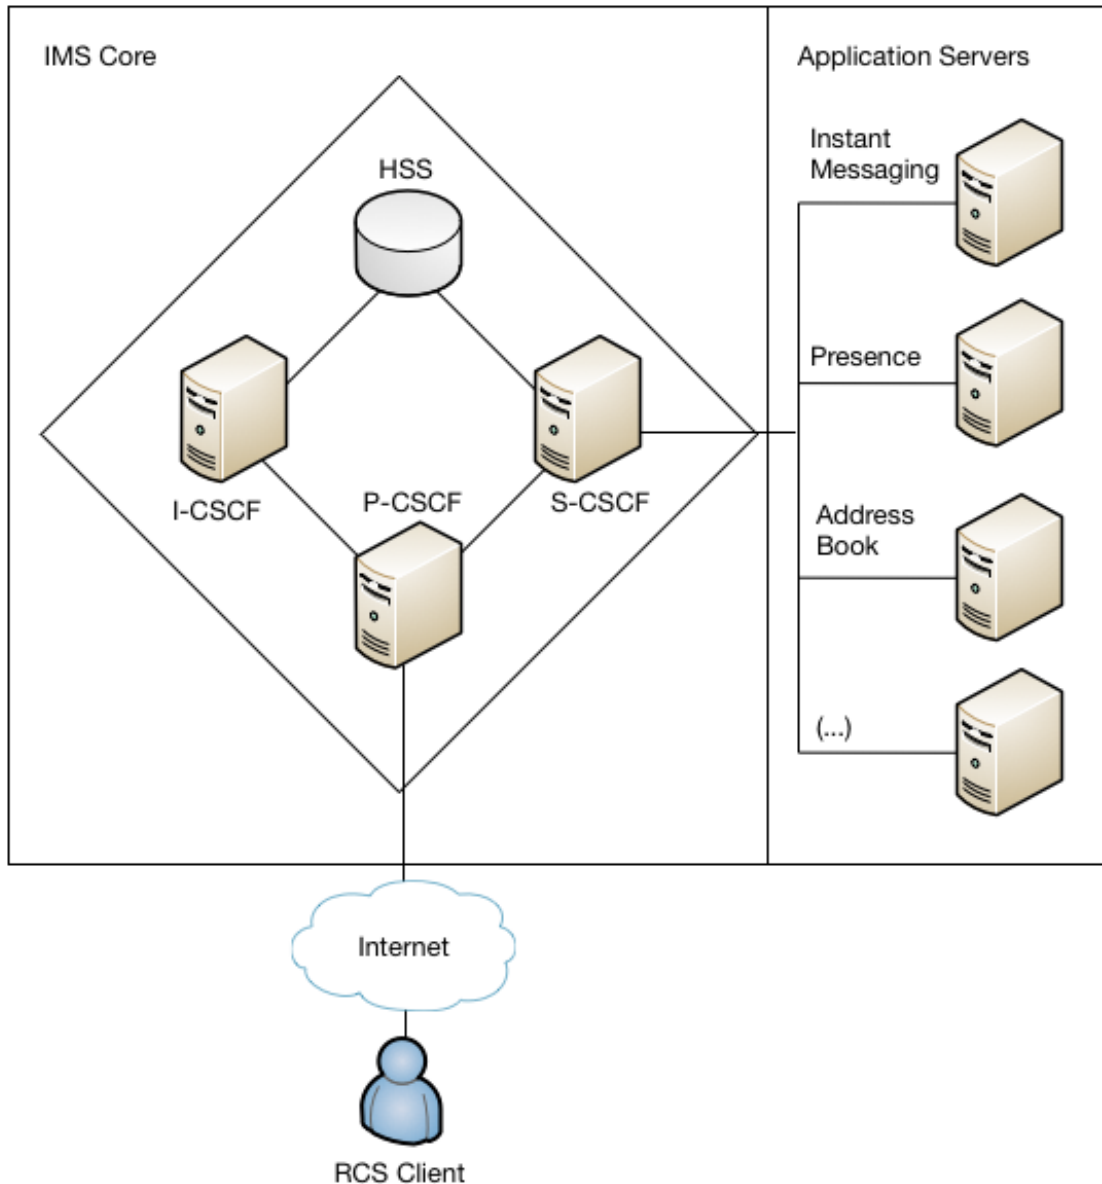 IMS Core
Application Servers
Instant
Messaging
HSS
Presence
I-CSCF
P-CSCF
S-CSCF
Address
Book
(...)
Internet
RCS Client